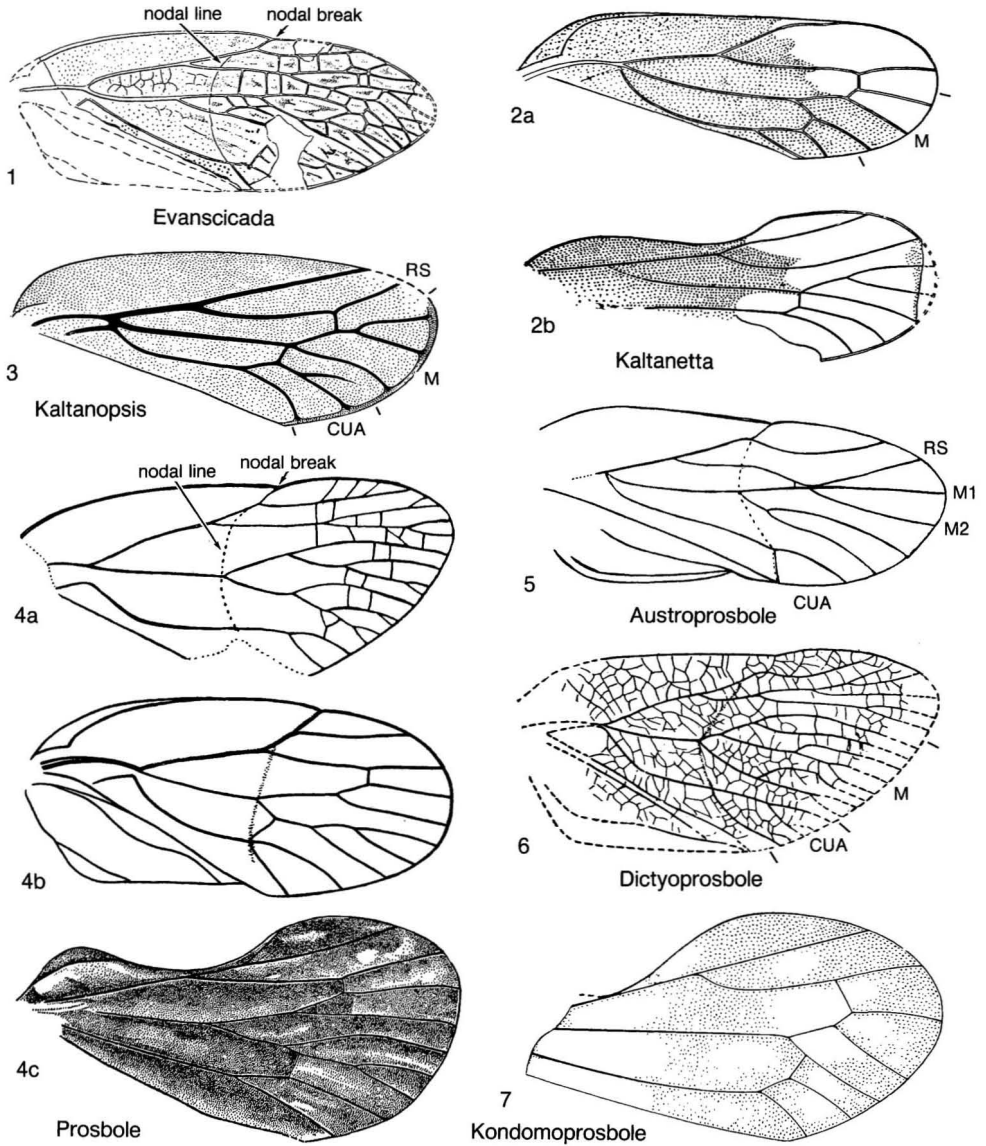 nodal line
nodal break
1
Evanscicada
2a
M
2b
Kaltanetta
RS
3
M
Kaltanopsis
CUA
nodal line
nodal break
4a
RS
M1
M2
5
CUA
Austroprosbole
4b
M
6
CUA
Dictyoprosbole
4c
Prosbole
7
Kondomoprosbole